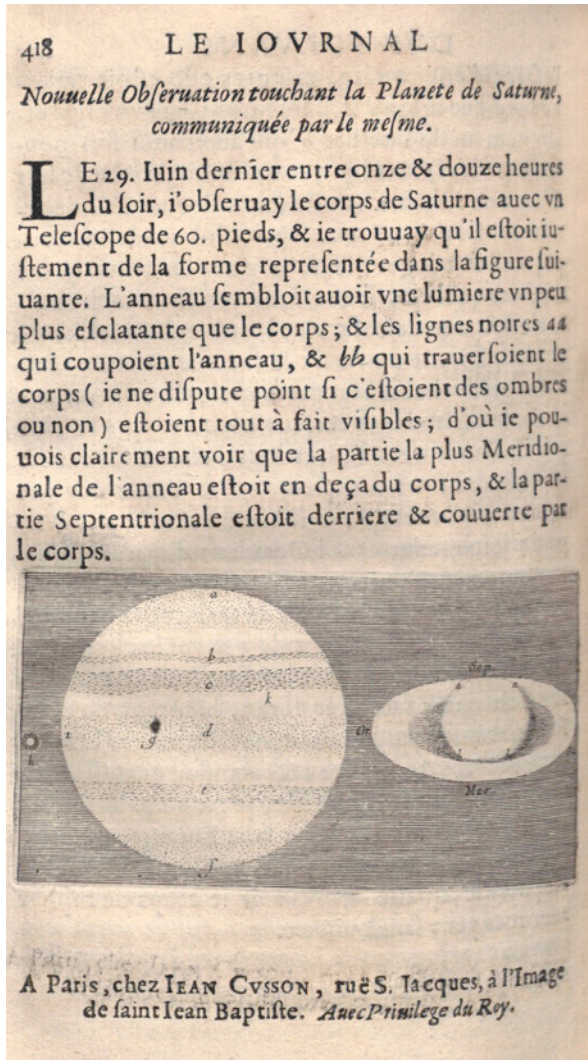 418 LE IOVRNAL
Nouuelle Obſeruation touchant la Planete de Saturne,
communiquée par le meſme.
LE 29. Iuin dernier entre onze & douze heures
du ſoir, i'obſeruay le corps de Saturne auec vn
Teleſcope de 60. pieds, & ie trouuay qu'il eſtoit iu-
ſtement de la forme repreſentée dans la figure ſui-
uante. L'anneau ſembloit auoir vne lumiere vn peu
plus eſclatante que le corps; & les lignes noires aa
qui coupoient l'anneau, & bb qui trauerſoient le
corps ( ie ne diſpute point ſi c'eſtoient des ombres
ou non ) eſtoient tout à fait viſibles; d'où ie pou-
uois clairement voir que la partie la plus Meridio-
nale de l'anneau eſtoit en deça du corps, & la par-
tie Septentrionale eſtoit derriere & couuerte par
le corps.
a
b
c
k
i g d
h
e
f
Sep.
a a
Or.
b b
Mer.
A Paris, chez IEAN CVSSON, ruë S. Iacques, à l'Image
de ſaint Iean Baptiſte. Auec Priuilege du Roy.